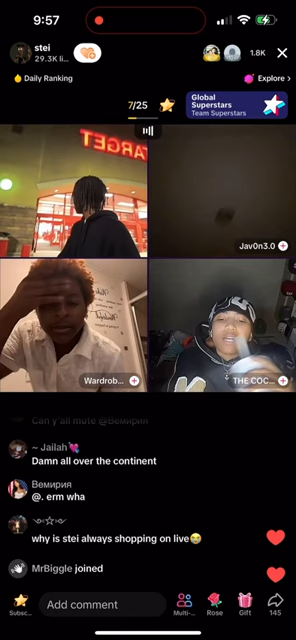 9:57
stei
29.3K li...
1.8K
Daily Ranking
Explore >
7/25
Global
Superstars
Team Superstars
TARGET
Jav0n3.0
Wardrob...
THE COC...
Can y'all mute @Вемирия
~ Jailah
Damn all over the continent
Вемирия
@. erm wha
why is stei always shopping on live😭
MrBiggle joined
Subsc...
Add comment
Multi-...
Rose
Gift
145